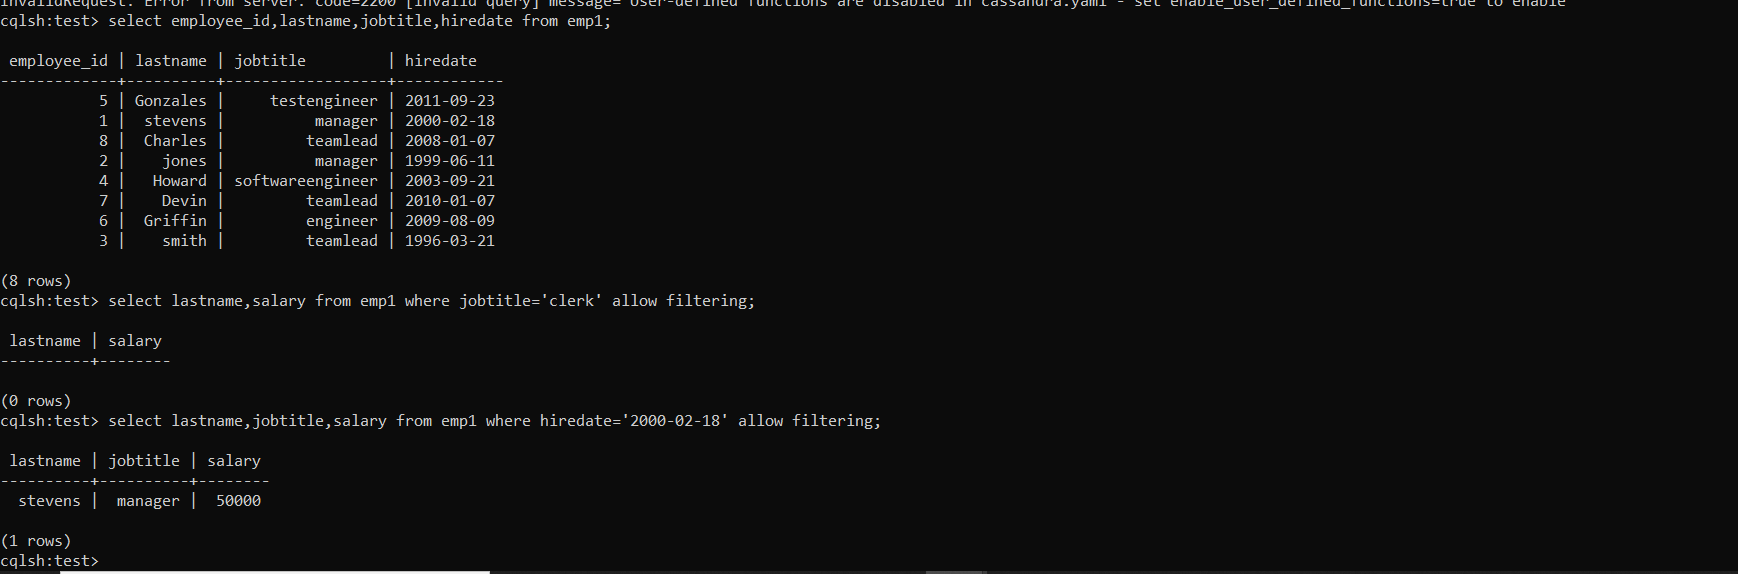 InvalidRequest: Error from server: code=2200 [Invalid query] message="User-defined functions are disabled in cassandra.yaml - set enable_user_defined_functions=true to enable
cqlsh:test> select employee_id,lastname,jobtitle,hiredate from emp1;
 employee_id | lastname | jobtitle         | hiredate
-------------+----------+------------------+------------
           5 | Gonzales |     testengineer | 2011-09-23
           1 |  stevens |          manager | 2000-02-18
           8 |  Charles |         teamlead | 2008-01-07
           2 |    jones |          manager | 1999-06-11
           4 |   Howard | softwareengineer | 2003-09-21
           7 |    Devin |         teamlead | 2010-01-07
           6 |  Griffin |         engineer | 2009-08-09
           3 |    smith |         teamlead | 1996-03-21
(8 rows)
cqlsh:test> select lastname,salary from emp1 where jobtitle='clerk' allow filtering;
 lastname | salary
----------+--------
(0 rows)
cqlsh:test> select lastname,jobtitle,salary from emp1 where hiredate='2000-02-18' allow filtering;
 lastname | jobtitle | salary
----------+----------+--------
  stevens |  manager |  50000
(1 rows)
cqlsh:test>